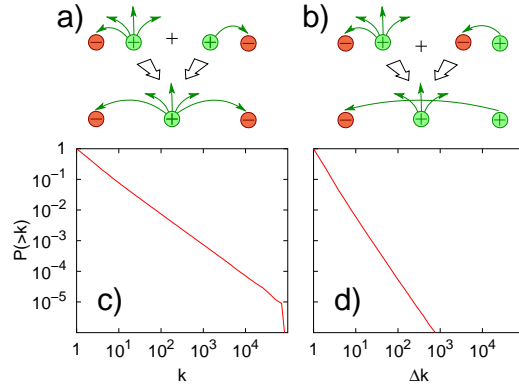 a)
b)
− + + + −
− + + − +
− + −
− + +
1
10^-1
10^-2
10^-3
10^-4
10^-5
P(>k)
c)
d)
1 10^1 10^2 10^3 10^4
1 10^1 10^2 10^3 10^4
k
Δk